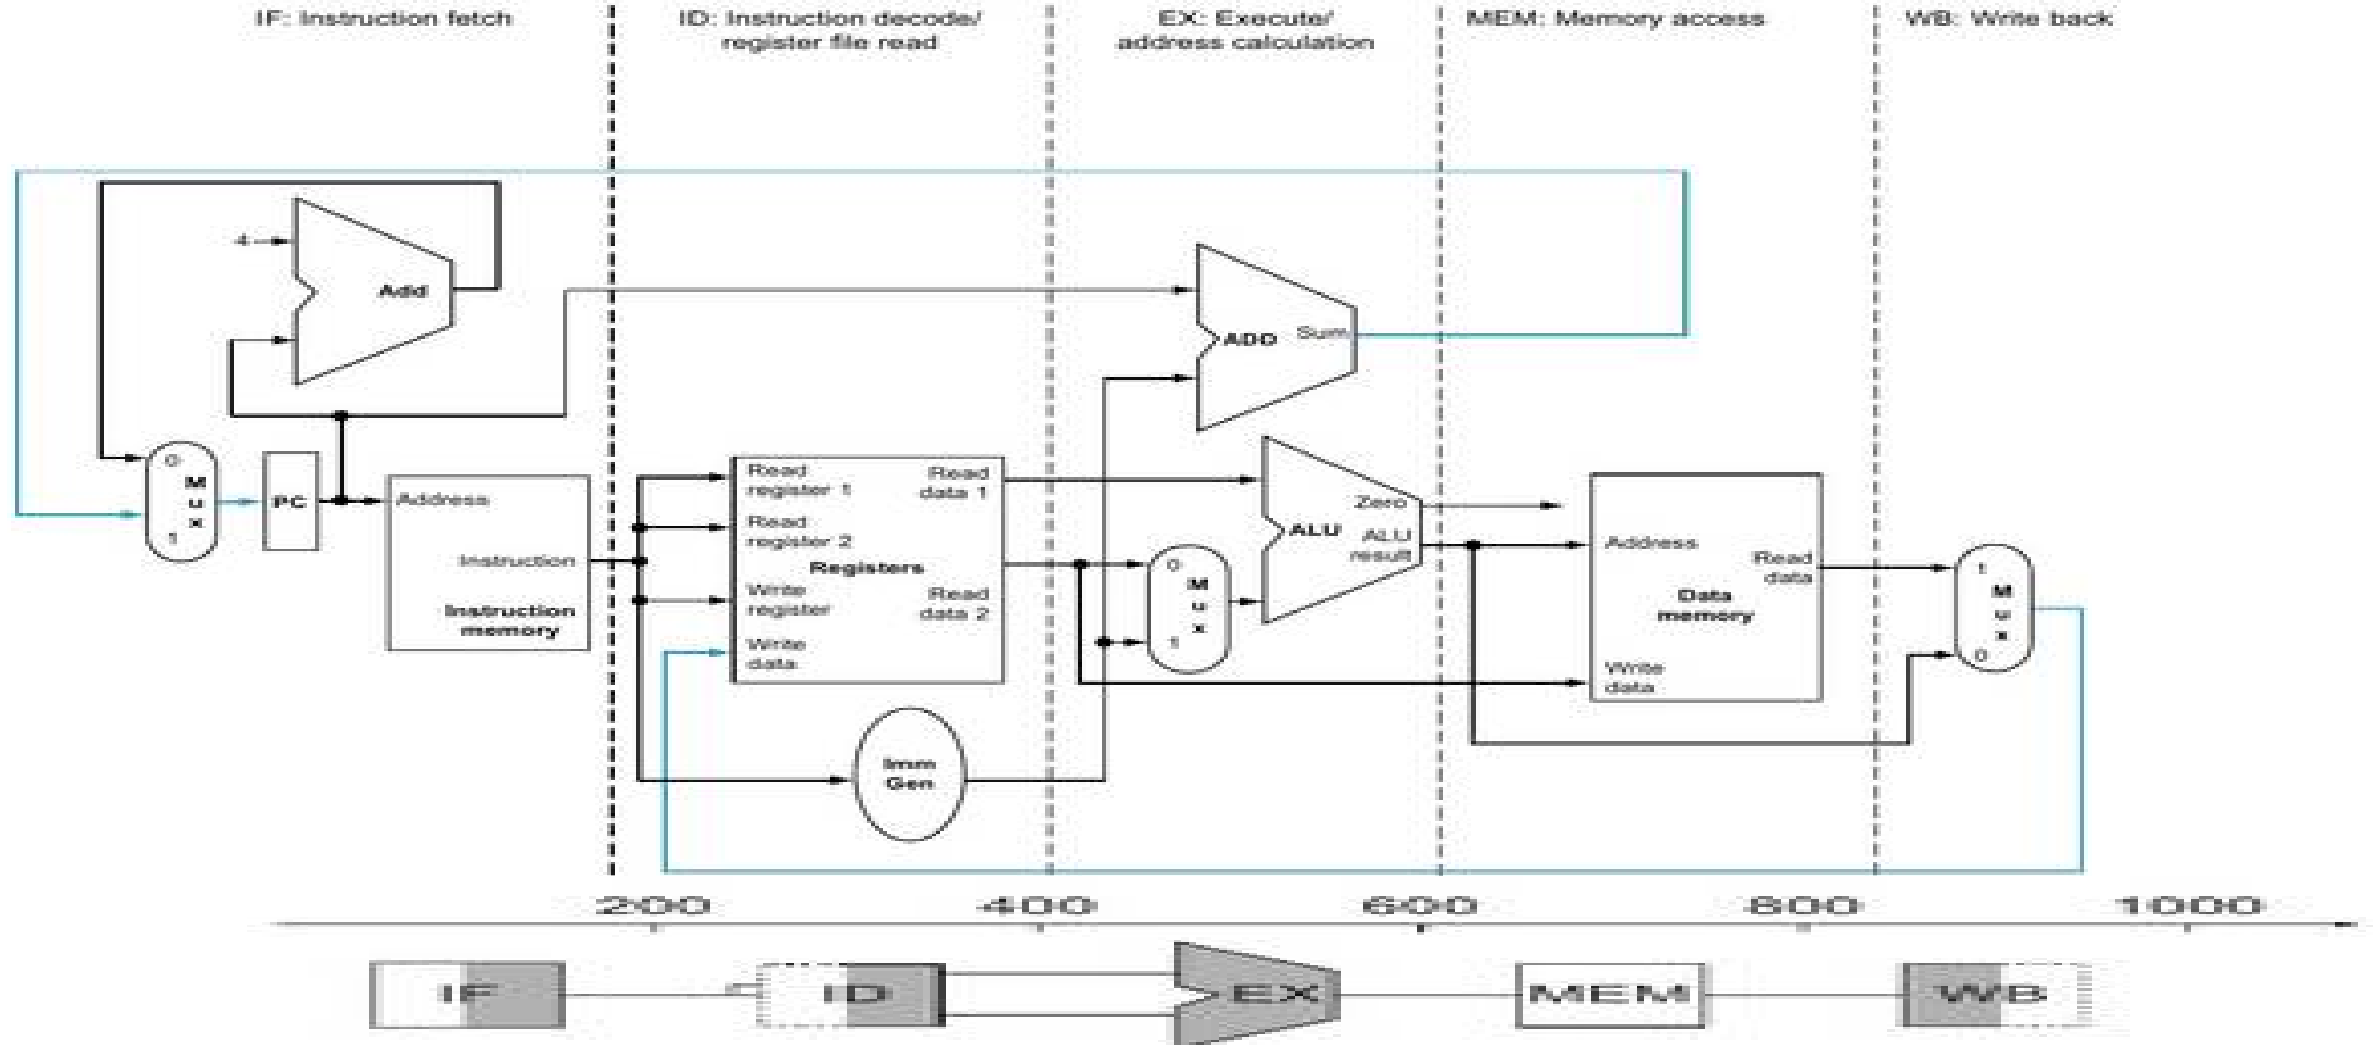 IF: Instruction fetch
ID: Instruction decode/
register file read
EX: Execute/
address calculation
MEM: Memory access
WB: Write back
4
Add
ADD
Sum
0
M
u
x
1
PC
Address
Instruction
Instruction
memory
Read
register 1
Read
data 1
Read
register 2
Registers
Write
register
Read
data 2
Write
data
Imm
Gen
0
M
u
x
1
Zero
ALU
ALU
result
Address
Read
data
Data
memory
Write
data
1
M
u
x
0
200
400
600
800
1000
IF
ID
EX
MEM
WB